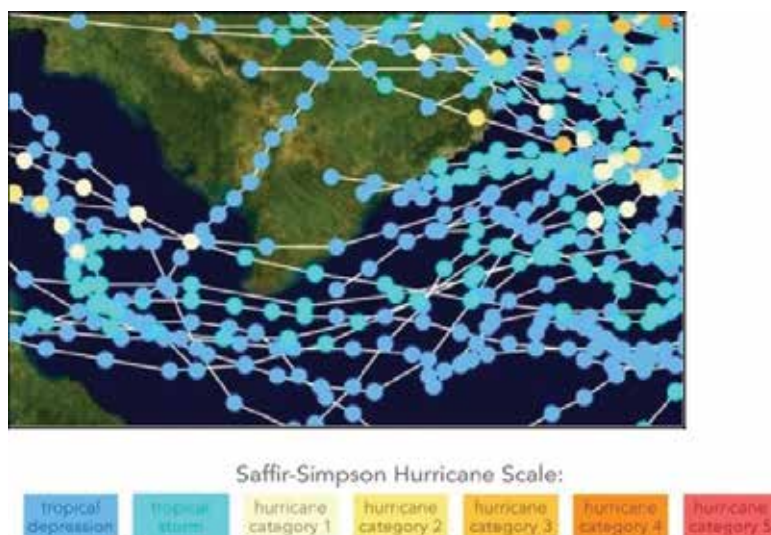 Saffir-Simpson Hurricane Scale:
tropical depression
tropical storm
hurricane category 1
hurricane category 2
hurricane category 3
hurricane category 4
hurricane category 5